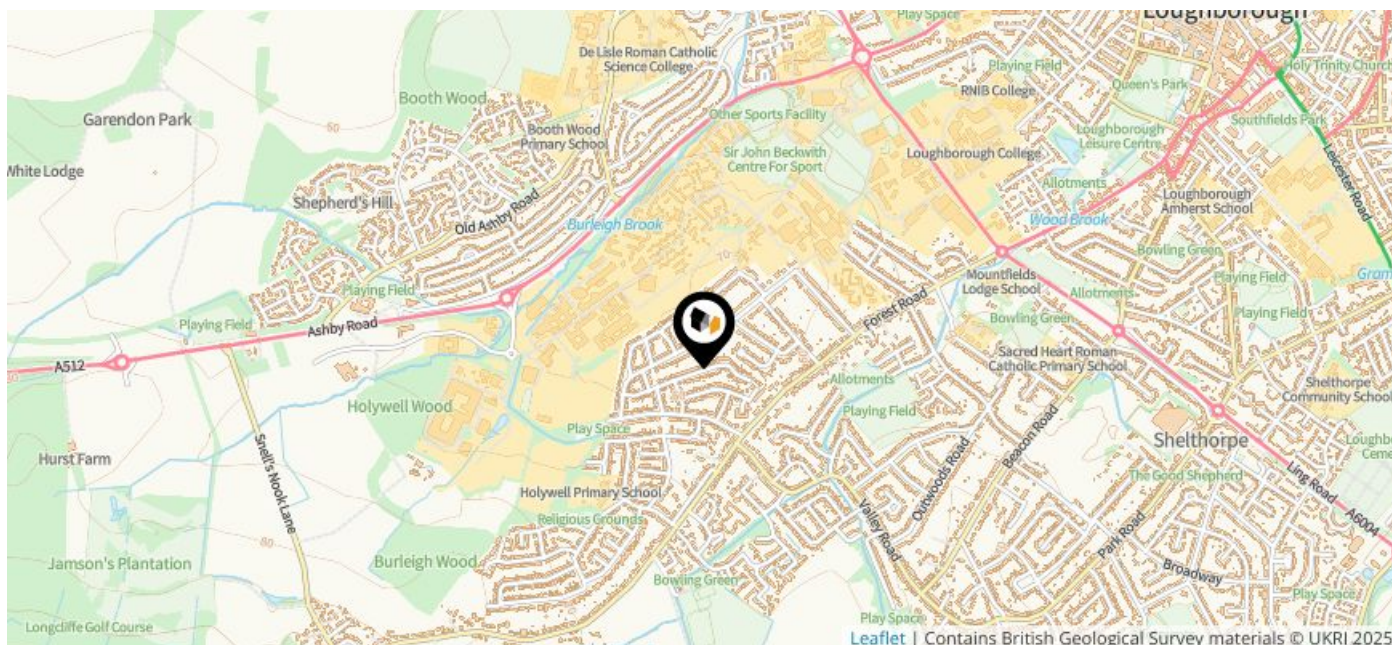 Play Space
Loughborough
De Lisle Roman Catholic
Science College
Playing Field
Holy Trinity Church
RNIB College
Queen's Park
Booth Wood
Garendon Park
Other Sports Facility
Southfields Park
Booth Wood
Primary School
Loughborough
Leisure Centre
Sir John Beckwith
Centre For Sport
Loughborough College
Leicester Road
White Lodge
Allotments
Loughborough
Amherst School
Shepherd's Hill
Old Ashby Road
Burleigh Brook
Wood Brook
Bowling Green
Playing Field
Mountfields
Lodge School
Gram
Playing Field
Allotments
Playing Field
Ashby Road
Forest Road
Playing Field
Bowling Green
A512
Sacred Heart Roman
Catholic Primary School
Allotments
Shelthorpe
Community School
Holywell Wood
Playing Field
Play Space
Beacon Road
Shelthorpe
Loughbo
Ceme
Hurst Farm
Snell's Nook Lane
Outwoods Road
The Good Shepherd
Ling Road
Holywell Primary School
Valley Road
A6004
Religious Grounds
Park Road
Jamson's Plantation
Burleigh Wood
Broadway
Bowling Green
Play Space
Longcliffe Golf Course
Play Space
Leaflet | Contains British Geological Survey materials © UKRI 2025